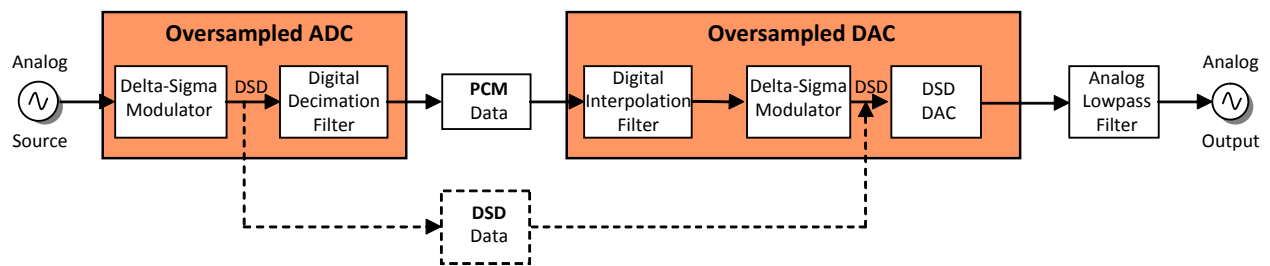 Oversampled ADC
Oversampled DAC
Analog
Source
Delta-Sigma
Modulator
DSD
Digital
Decimation
Filter
PCM
Data
Digital
Interpolation
Filter
Delta-Sigma
Modulator
DSD
DSD
DAC
Analog
Lowpass
Filter
Analog
Output
DSD
Data